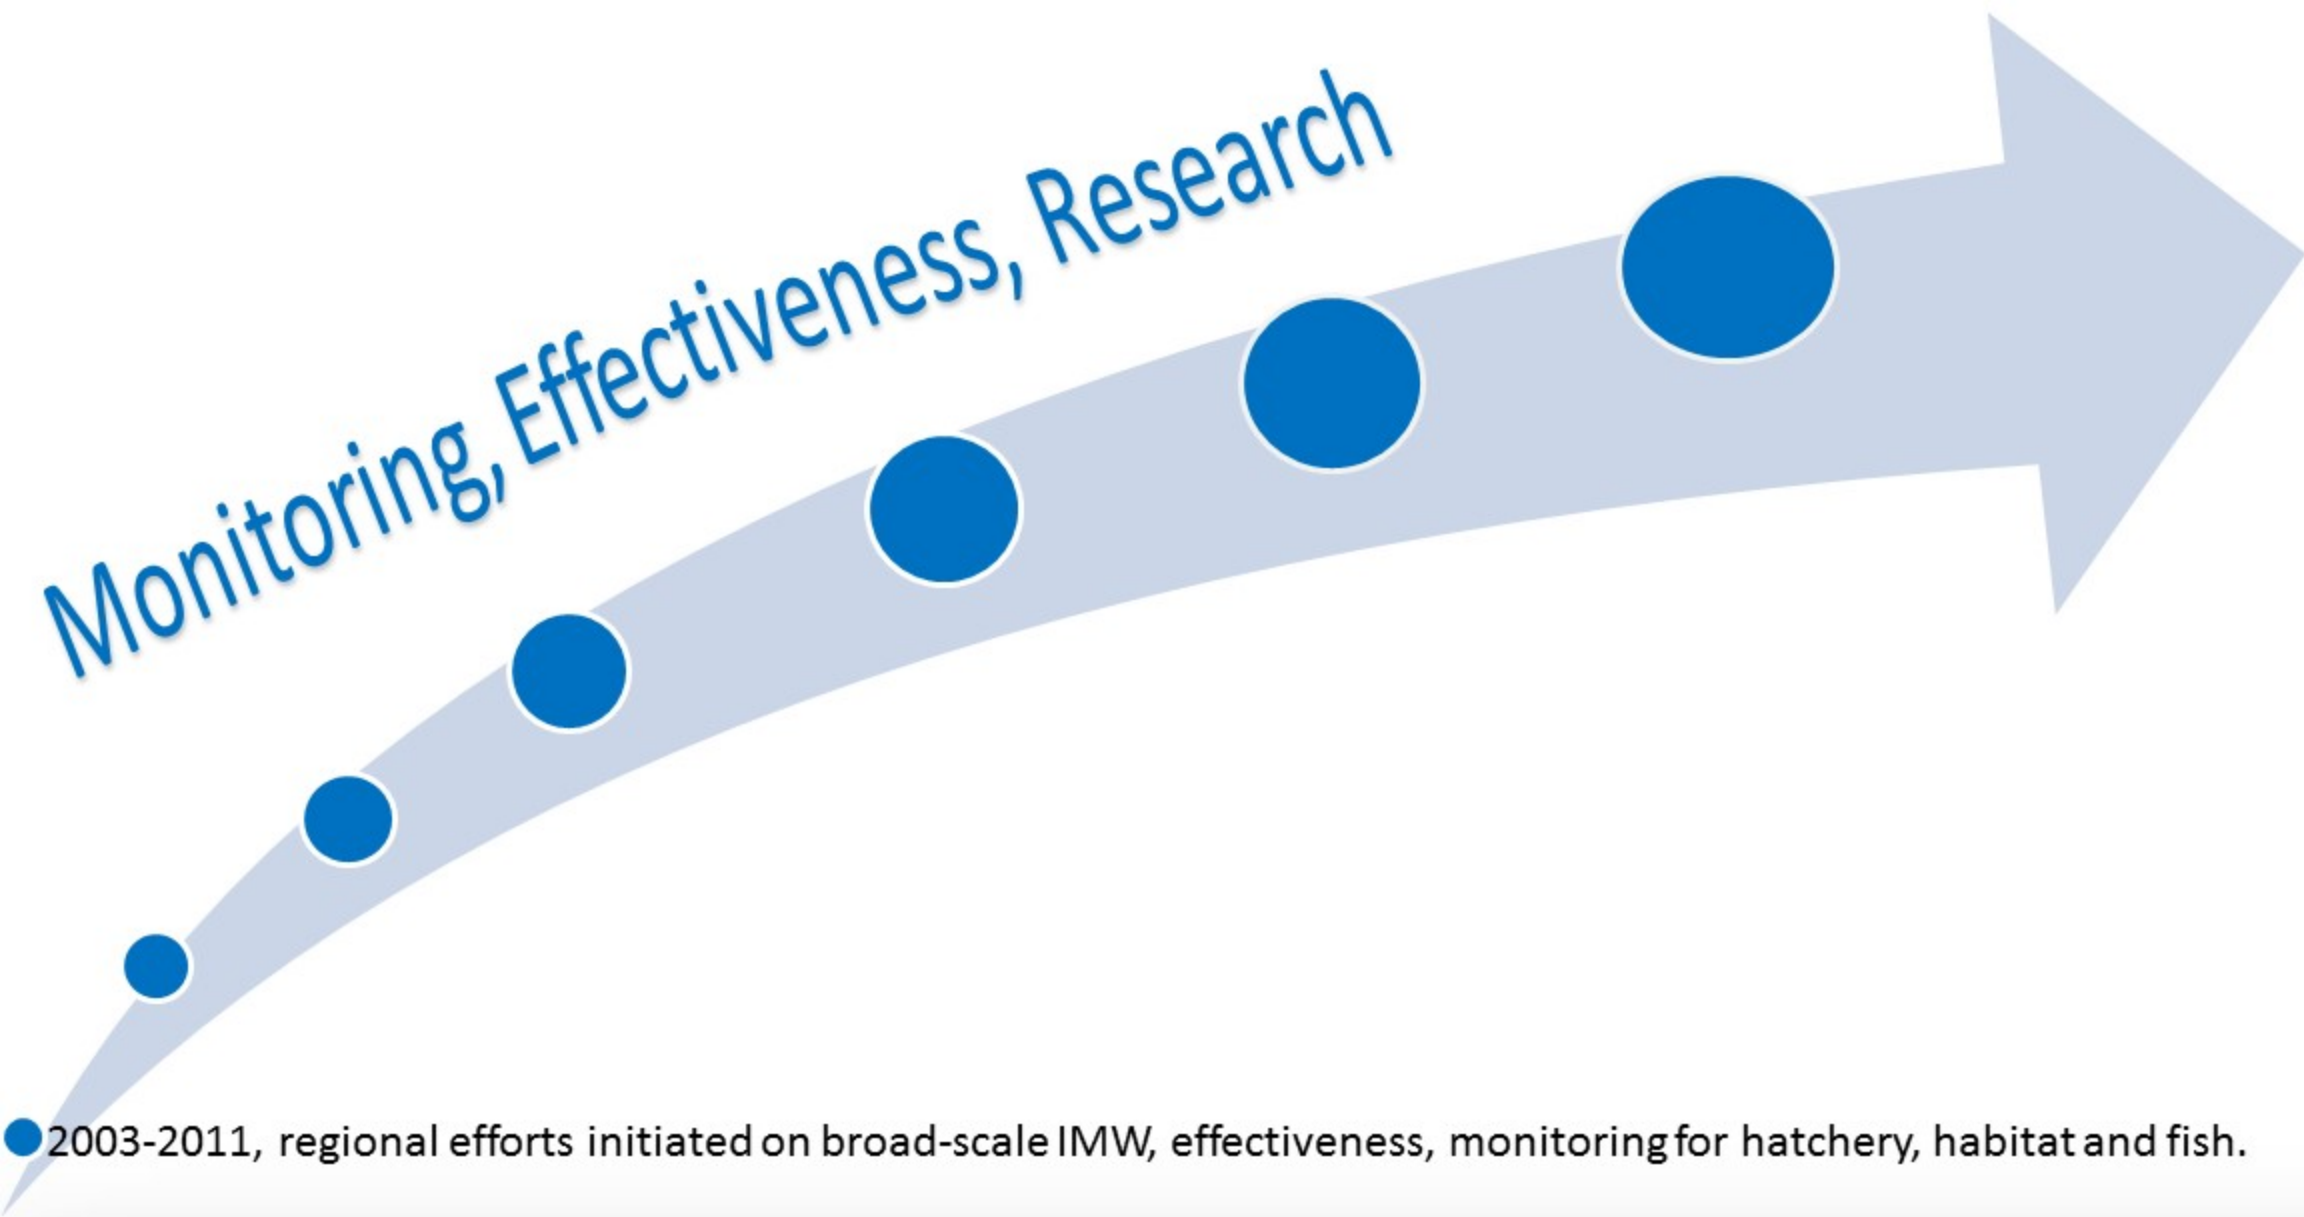 Monitoring, Effectiveness, Research
2003-2011, regional efforts initiated on broad-scale IMW, effectiveness, monitoring for hatchery, habitat and fish.